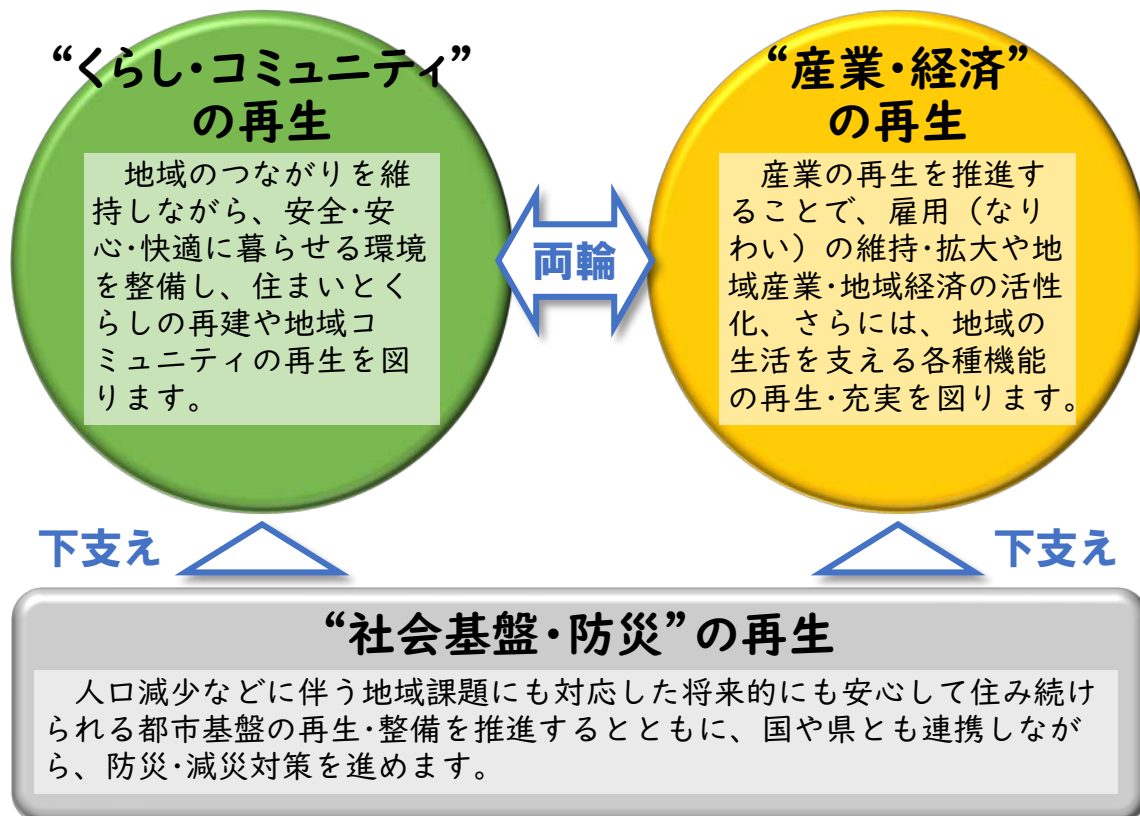 “くらし・コミュニティ”
の再生
　地域のつながりを維
持しながら、安全・安
心・快適に暮らせる環境
を整備し、住まいとく
らしの再建や地域コ
ミュニティの再生を図
ります。
両輪
“産業・経済”
の再生
　産業の再生を推進す
ることで、雇用（なり
わい）の維持・拡大や地
域産業・地域経済の活性
化、さらには、地域の
生活を支える各種機能
の再生・充実を図ります。
下支え
下支え
“社会基盤・防災”の再生
　人口減少などに伴う地域課題にも対応した将来的にも安心して住み続け
られる都市基盤の再生・整備を推進するとともに、国や県とも連携しなが
ら、防災・減災対策を進めます。